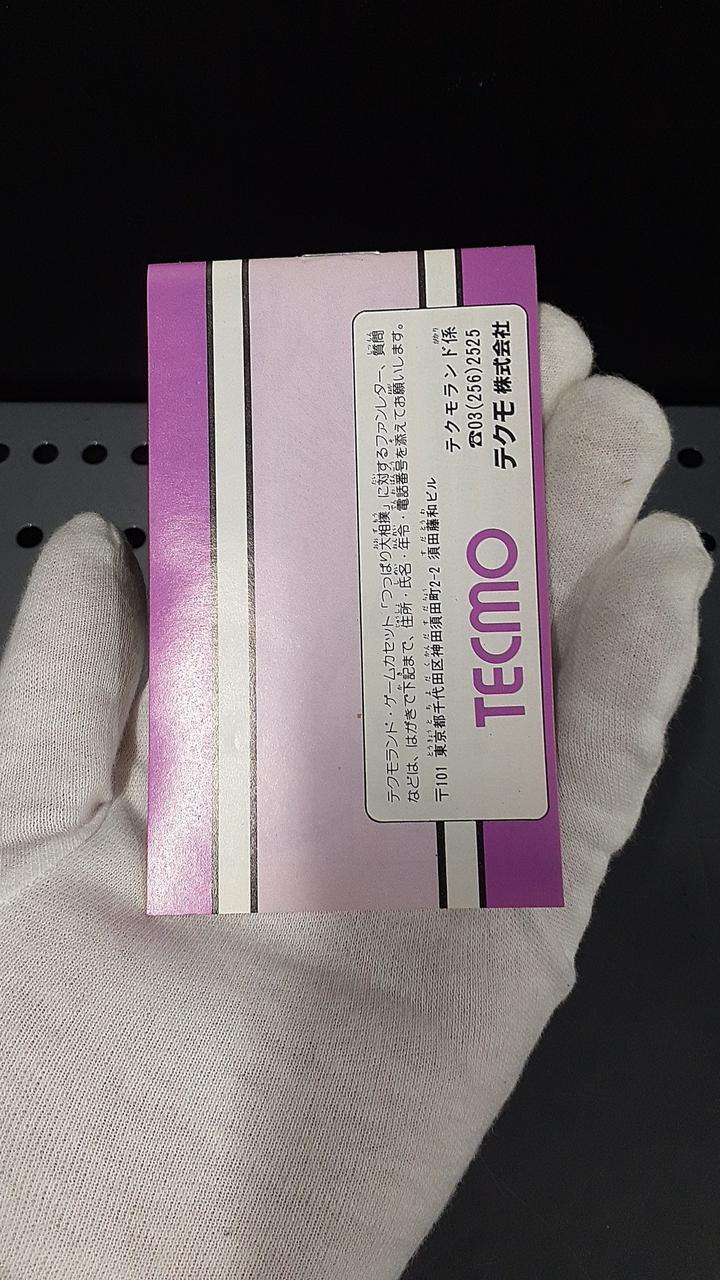 テクモランド・ゲームカセット「つっぱり大相撲」に対するファンレター、質問
などは、はがきで下記まで、住所・氏名・年令・電話番号を添えてお願いします。
〒101 東京都千代田区神田須田町2-2 須田藤和ビル
テクモランド係
☎03(256)2525
TECMO テクモ 株式会社